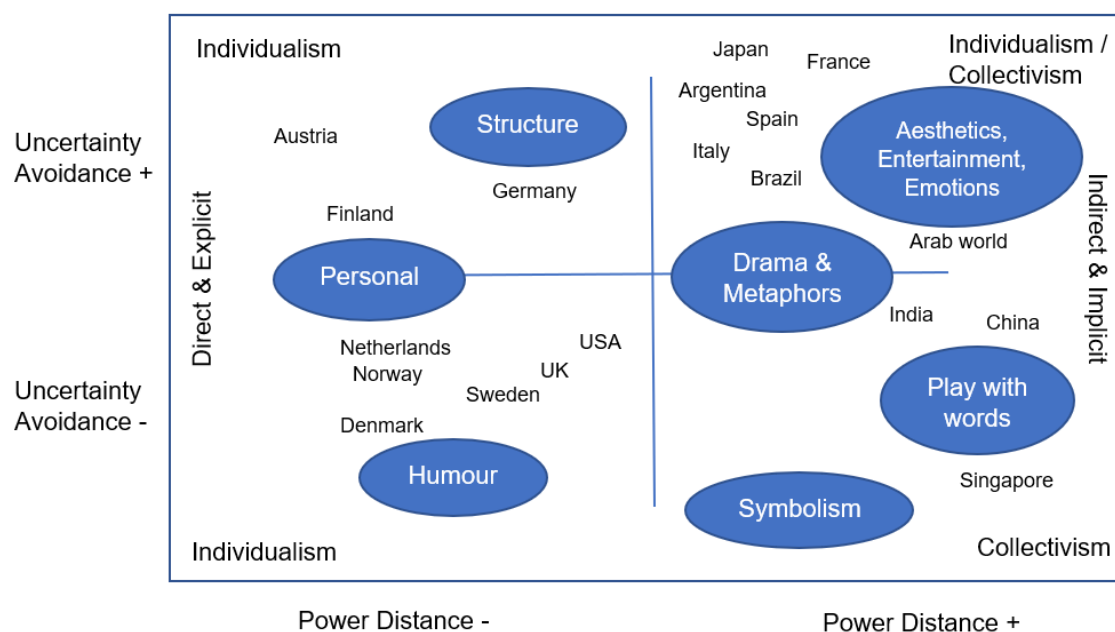 Individualism
Japan
France
Individualism /
Collectivism
Argentina
Spain
Italy
Brazil
Uncertainty
Avoidance +
Austria
Structure
Germany
Aesthetics,
Entertainment,
Emotions
Arab world
Finland
Direct & Explicit
Personal
Drama &
Metaphors
Indirect & Implicit
India
China
Netherlands
Norway
USA
UK
Sweden
Uncertainty
Avoidance -
Denmark
Humour
Play with
words
Singapore
Symbolism
Individualism
Collectivism
Power Distance -
Power Distance +